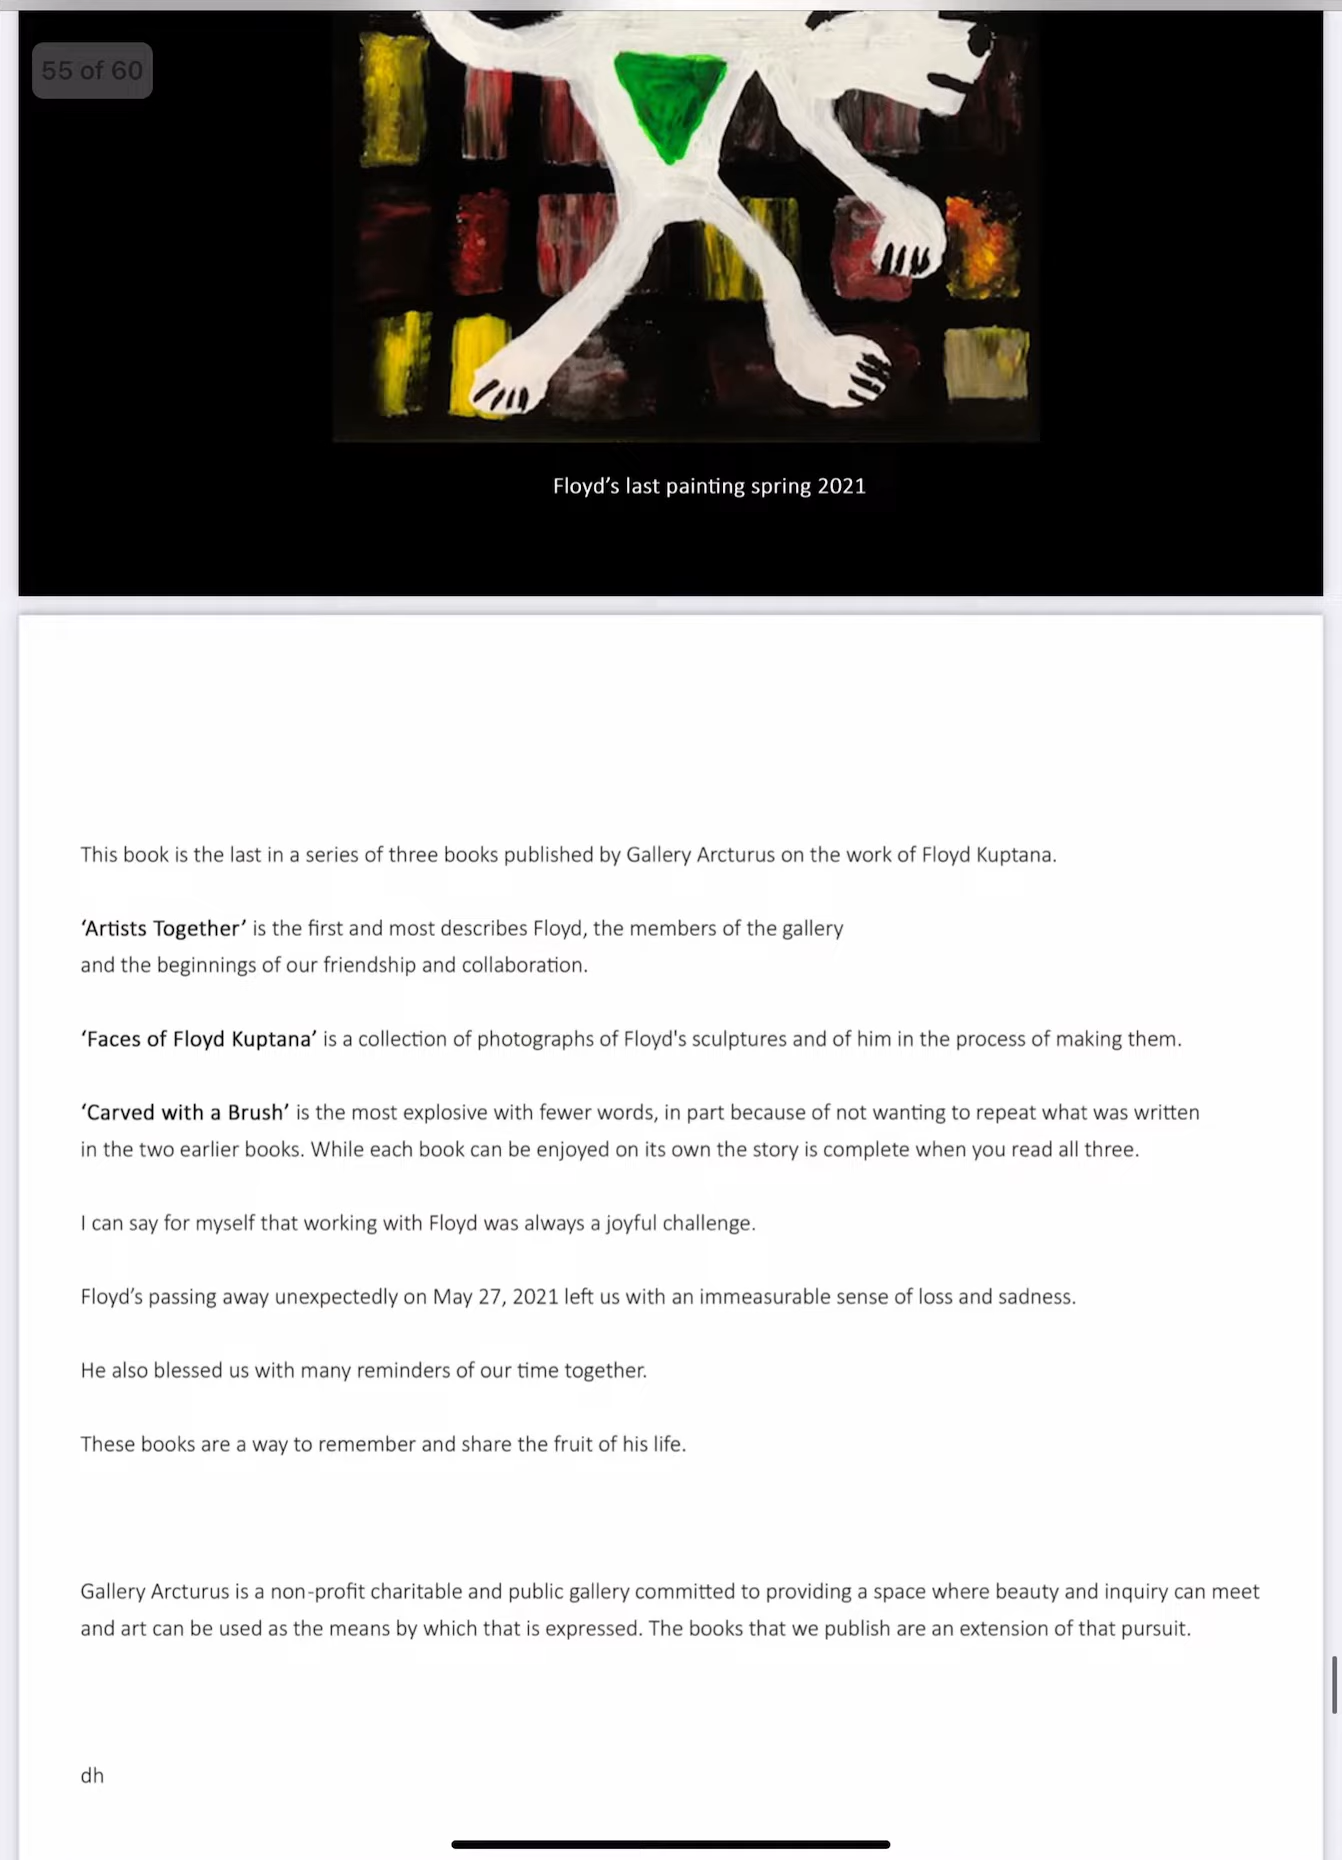 55 of 60
Floyd’s last painting spring 2021
This book is the last in a series of three books published by Gallery Arcturus on the work of Floyd Kuptana.
‘Artists Together’ is the first and most describes Floyd, the members of the gallery
and the beginnings of our friendship and collaboration.
‘Faces of Floyd Kuptana’ is a collection of photographs of Floyd's sculptures and of him in the process of making them.
‘Carved with a Brush’ is the most explosive with fewer words, in part because of not wanting to repeat what was written
in the two earlier books. While each book can be enjoyed on its own the story is complete when you read all three.
I can say for myself that working with Floyd was always a joyful challenge.
Floyd’s passing away unexpectedly on May 27, 2021 left us with an immeasurable sense of loss and sadness.
He also blessed us with many reminders of our time together.
These books are a way to remember and share the fruit of his life.
Gallery Arcturus is a non-profit charitable and public gallery committed to providing a space where beauty and inquiry can meet
and art can be used as the means by which that is expressed. The books that we publish are an extension of that pursuit.
dh